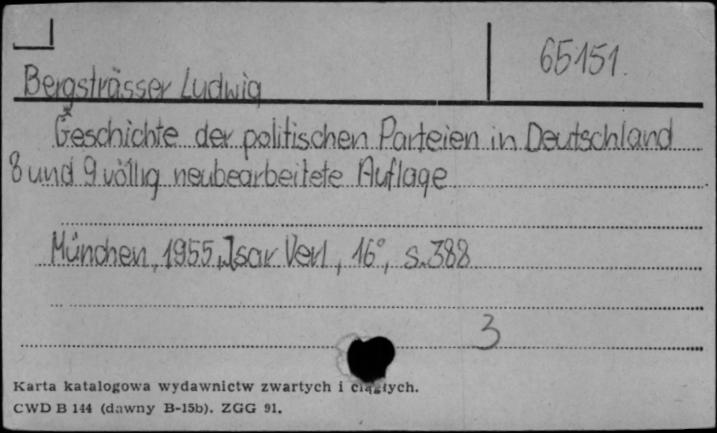 65151.
Bergsträsser Ludwig
Geschichte der politischen Parteien in Deutschland
8 und 9 völlig neubearbeitete Auflage
München, 1955, Isar Verl, 16°, s. 388
3
Karta katalogowa wydawnictw zwartych i ciągłych.
CWD B 144 (dawny B-15b). ZGG 91.